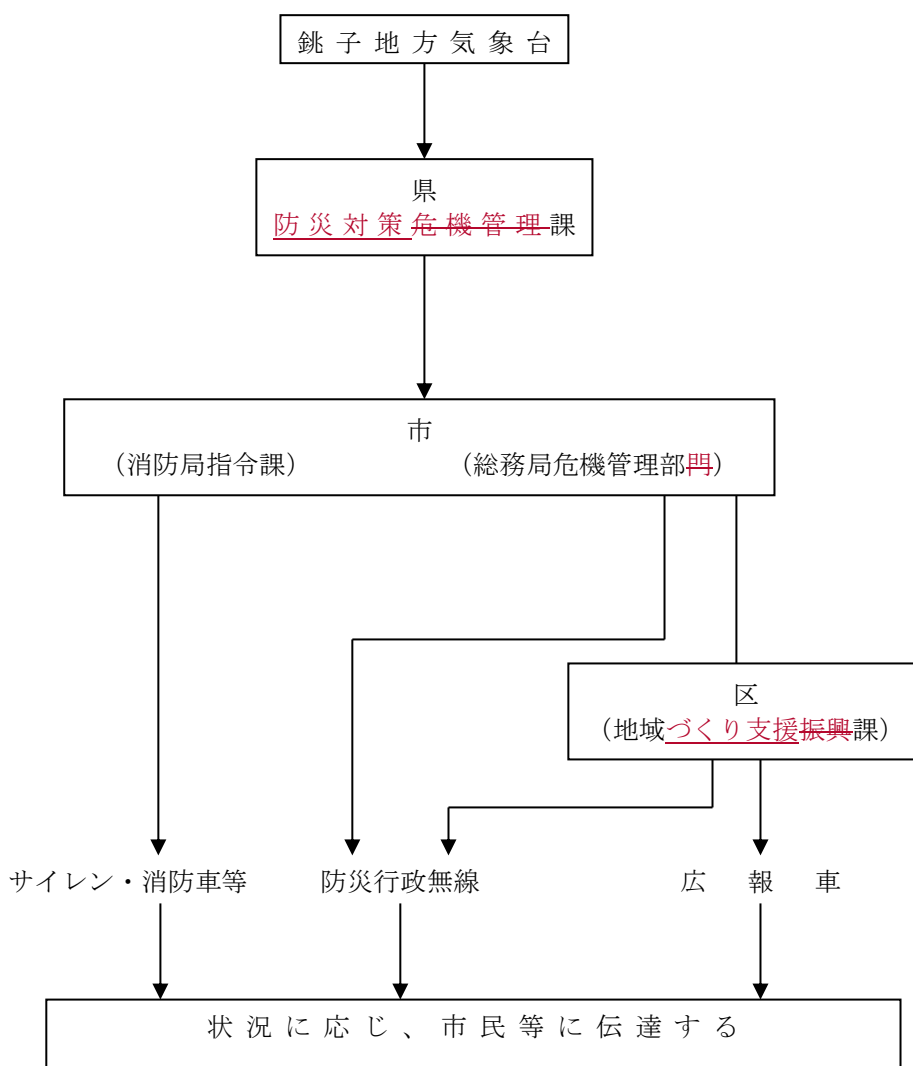 銚子地方気象台
県
防災対策危機管理課
市
（消防局指令課）　（総務局危機管理部門）
区
（地域づくり支援振興課）
サイレン・消防車等　防災行政無線　広報車
状況に応じ、市民等に伝達する